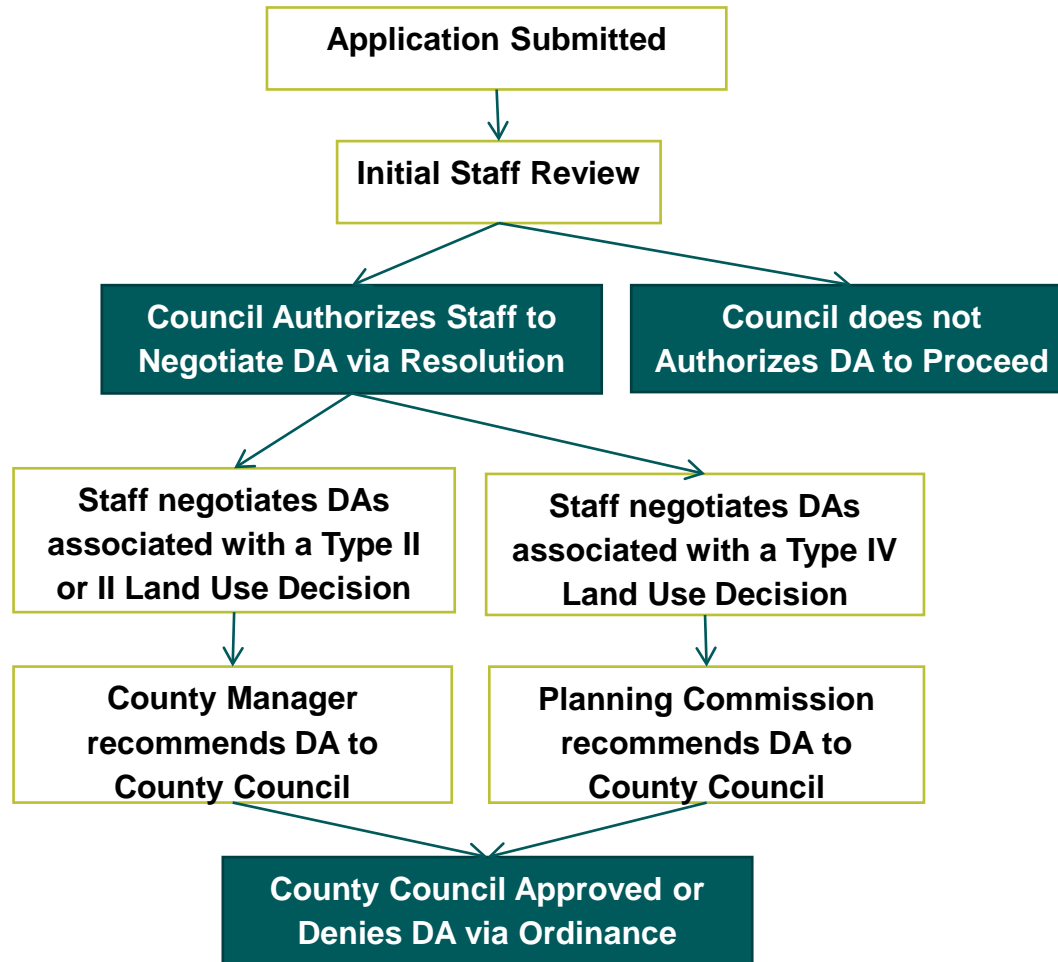 Application Submitted
Initial Staff Review
Council Authorizes Staff to
Negotiate DA via Resolution
Council does not
Authorizes DA to Proceed
Staff negotiates DAs
associated with a Type II
or II Land Use Decision
Staff negotiates DAs
associated with a Type IV
Land Use Decision
County Manager
recommends DA to
County Council
Planning Commission
recommends DA to
County Council
County Council Approved or
Denies DA via Ordinance